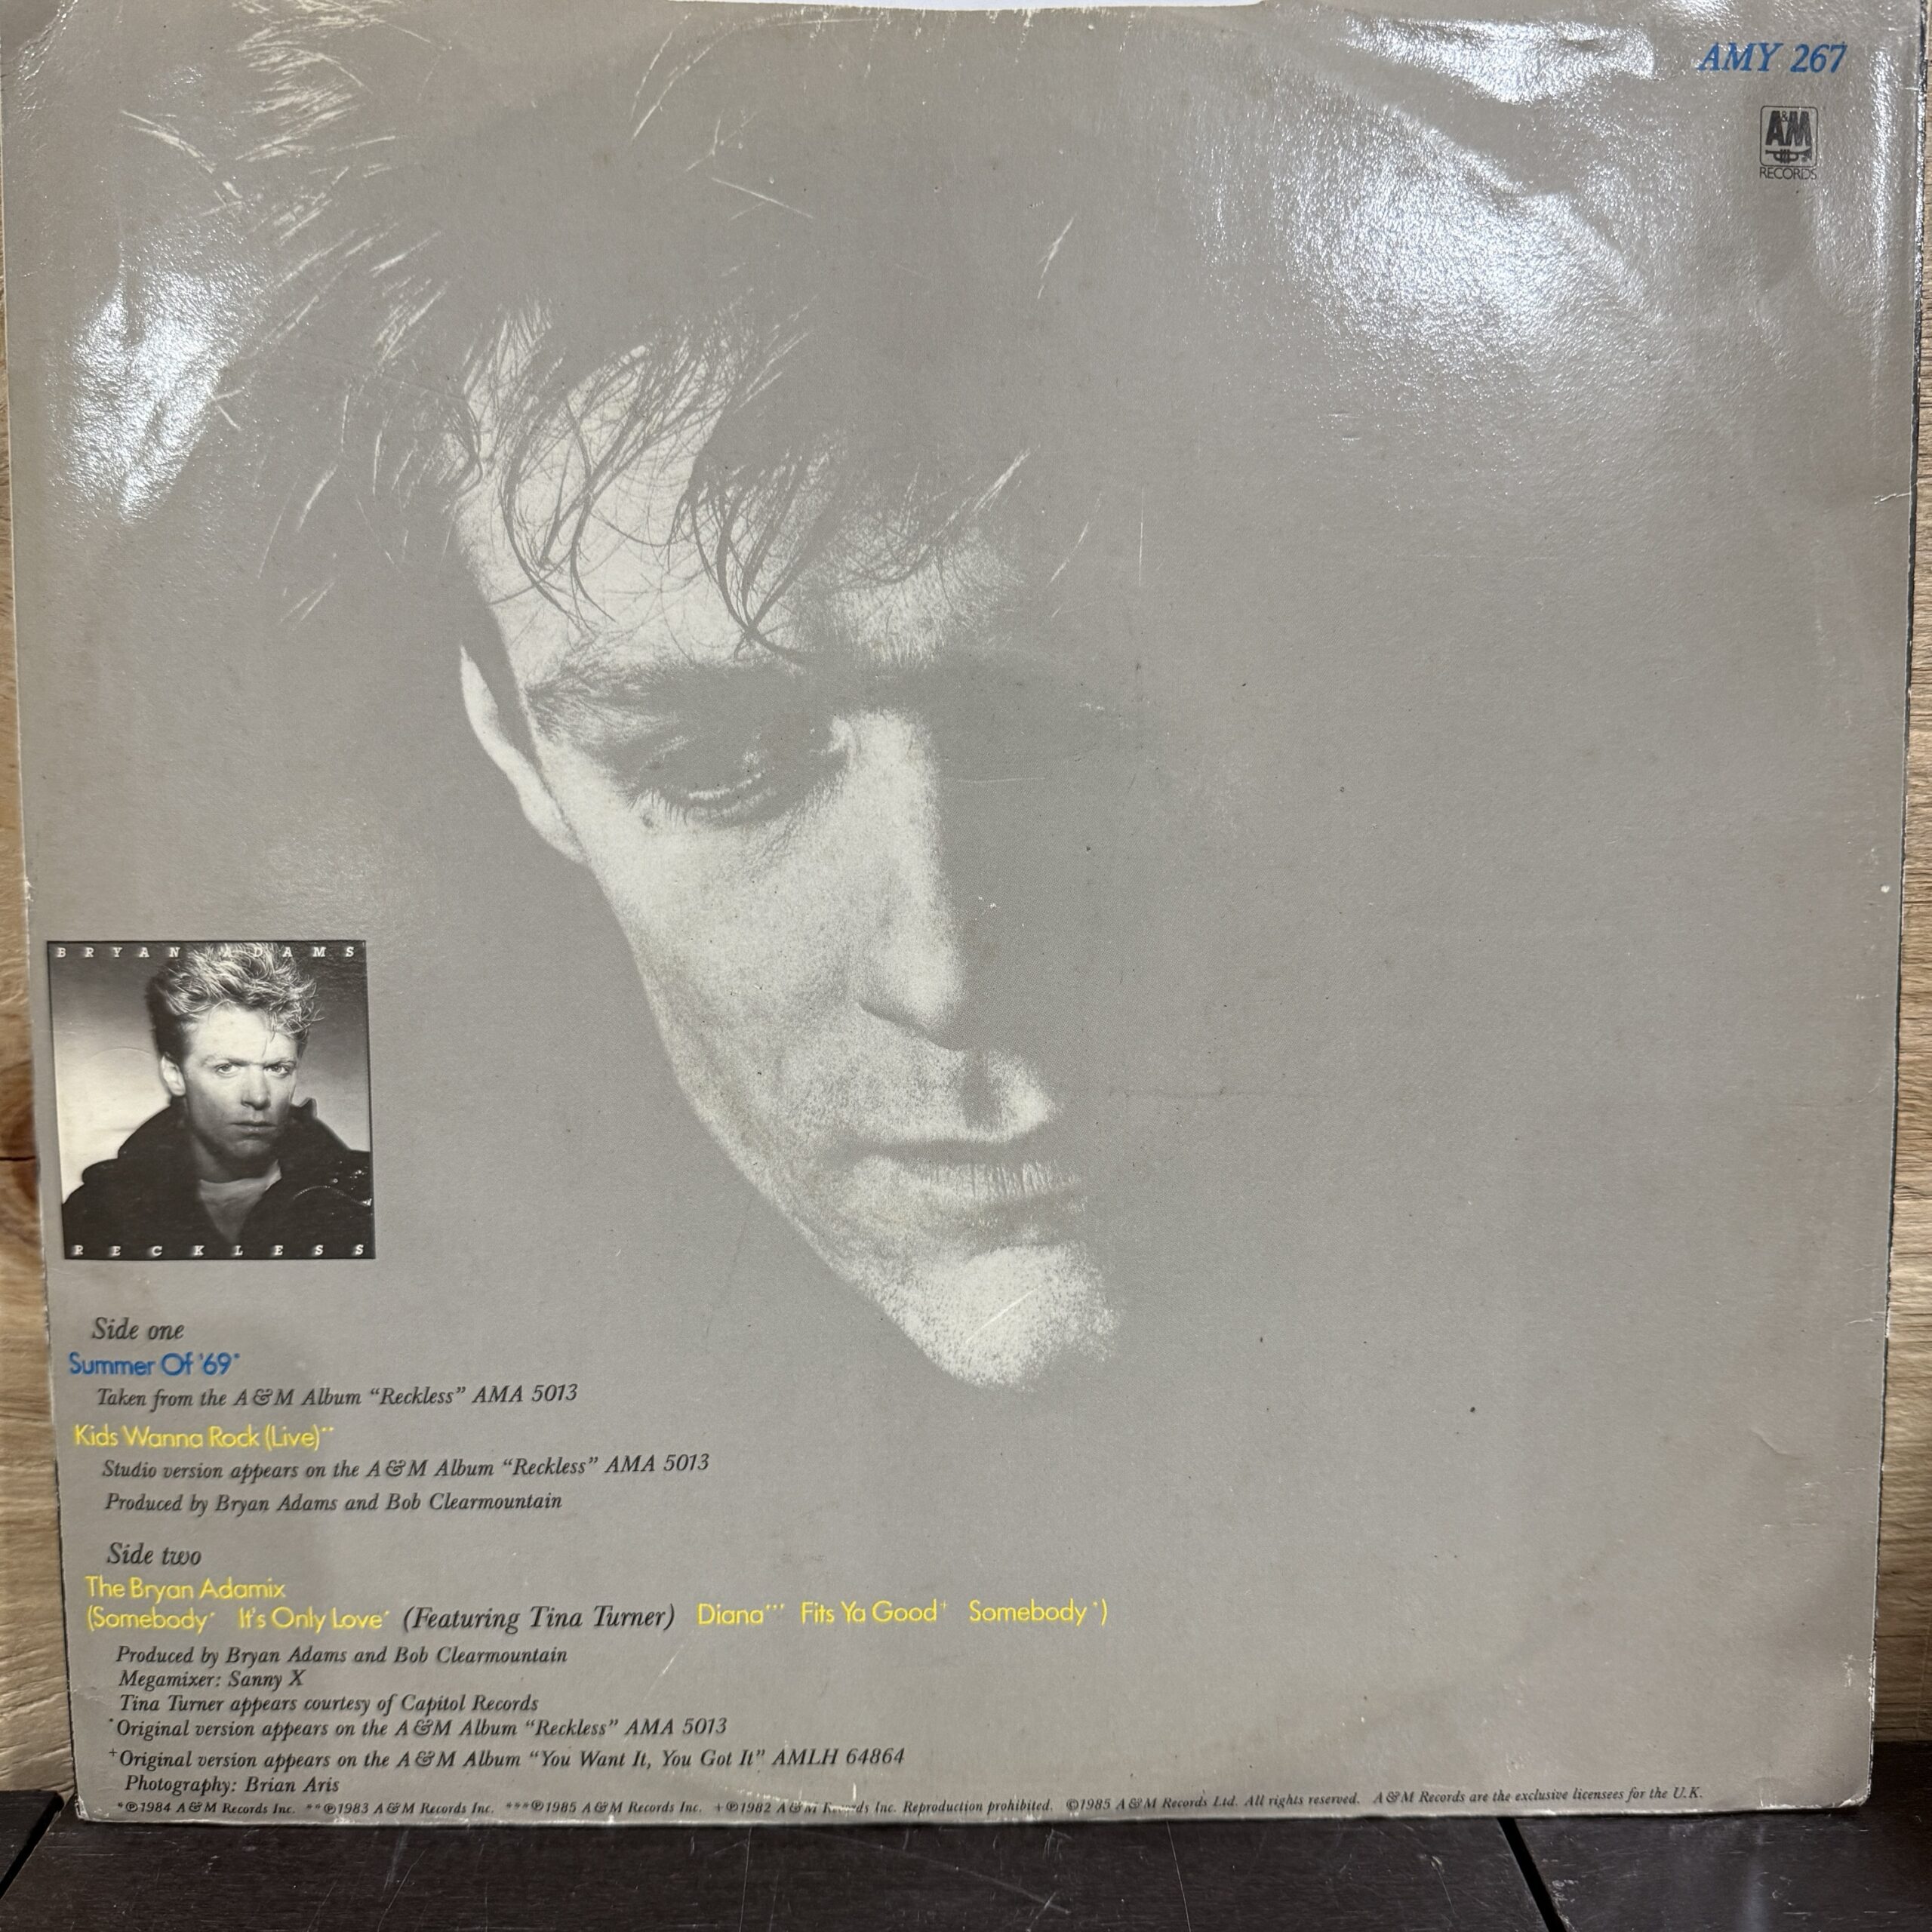 AMY 267
A&M
RECORDS
BRYAN ADAMS
RECKLESS
Side one
Summer Of '69*
Taken from the A&M Album “Reckless” AMA 5013
Kids Wanna Rock (Live)**
Studio version appears on the A&M Album “Reckless” AMA 5013
Produced by Bryan Adams and Bob Clearmountain
Side two
The Bryan Adamix
(Somebody* It's Only Love* (Featuring Tina Turner) Diana*** Fits Ya Good+ Somebody*)
Produced by Bryan Adams and Bob Clearmountain
Megamixer: Sanny X
Tina Turner appears courtesy of Capitol Records
*Original version appears on the A&M Album “Reckless” AMA 5013
+Original version appears on the A&M Album “You Want It, You Got It” AMLH 64864
Photography: Brian Aris
*℗1984 A&M Records Inc. **℗1983 A&M Records Inc. ***℗1985 A&M Records Inc. +℗1982 A&M Records Inc. Reproduction prohibited. ©1985 A&M Records Ltd. All rights reserved. A&M Records are the exclusive licensees for the U.K.